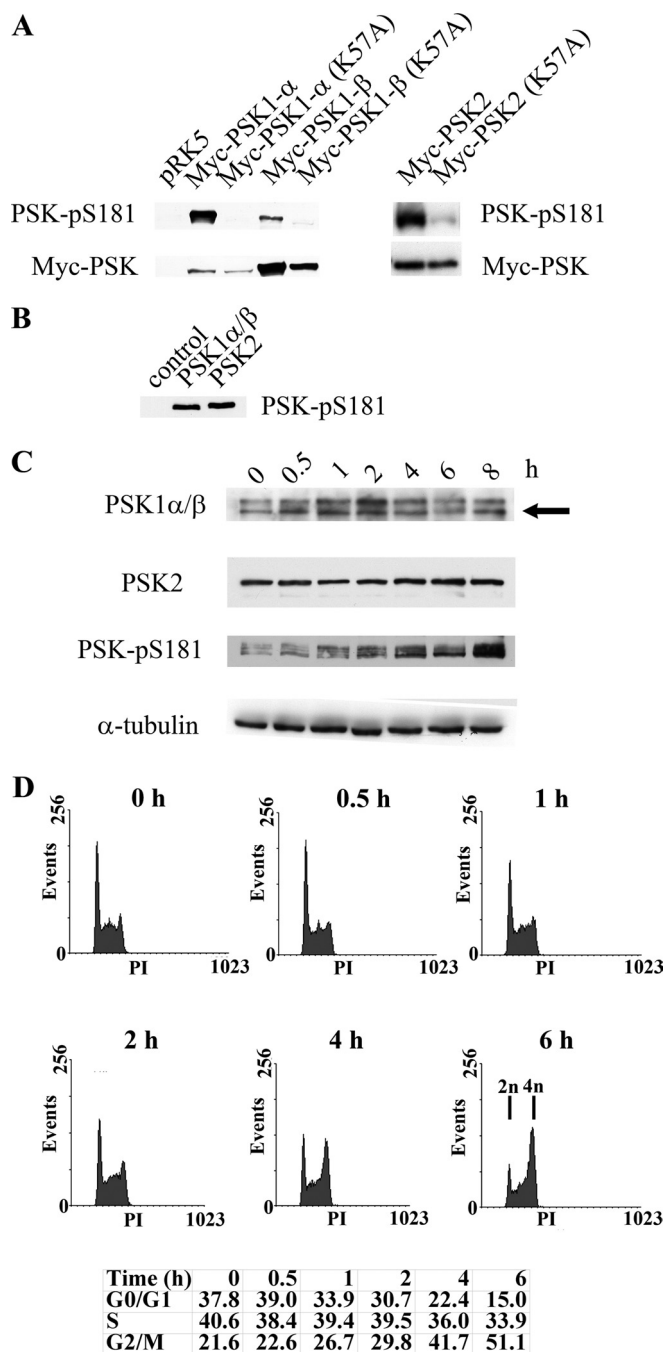 A
pRK5
Myc-PSK1-α
Myc-PSK1-α (K57A)
Myc-PSK1-β
Myc-PSK1-β (K57A)
Myc-PSK2
Myc-PSK2 (K57A)
PSK-pS181
PSK-pS181
Myc-PSK
Myc-PSK
B
control
PSK1α/β
PSK2
PSK-pS181
C
0 0.5 1 2 4 6 8 h
PSK1α/β
PSK2
PSK-pS181
α-tubulin
D
0 h
0.5 h
1 h
256
Events
0
PI
1023
256
Events
0
PI
1023
256
Events
0
PI
1023
2 h
4 h
6 h
256
Events
0
PI
1023
256
Events
0
PI
1023
256
Events
0
2n 4n
PI
1023
Time (h) 0 0.5 1 2 4 6
G0/G1 37.8 39.0 33.9 30.7 22.4 15.0
S 40.6 38.4 39.4 39.5 36.0 33.9
G2/M 21.6 22.6 26.7 29.8 41.7 51.1